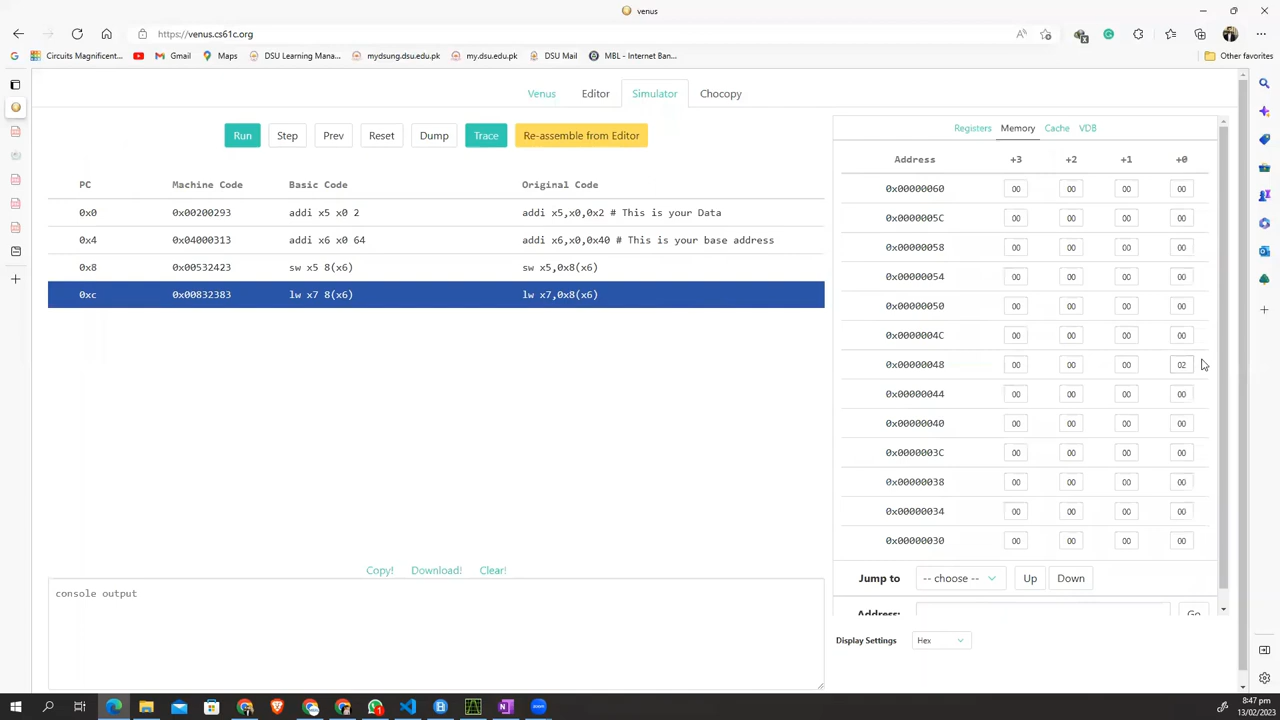 venus
https://venus.cs61c.org
Circuits Magnificent... Gmail Maps DSU Learning Mana... mydsung.dsu.edu.pk my.dsu.edu.pk DSU Mail MBL - Internet Ban... Other favorites
Venus Editor Simulator Chocopy
Run Step Prev Reset Dump Trace Re-assemble from Editor
PC Machine Code Basic Code Original Code
0x0 0x00200293 addi x5 x0 2 addi x5,x0,0x2 # This is your Data
0x4 0x04000313 addi x6 x0 64 addi x6,x0,0x40 # This is your base address
0x8 0x00532423 sw x5 8(x6) sw x5,0x8(x6)
0xc 0x00832383 lw x7 8(x6) lw x7,0x8(x6)
Copy! Download! Clear!
console output
Registers Memory Cache VDB
Address +3 +2 +1 +0
0x00000060 00 00 00 00
0x0000005C 00 00 00 00
0x00000058 00 00 00 00
0x00000054 00 00 00 00
0x00000050 00 00 00 00
0x0000004C 00 00 00 00
0x00000048 00 00 00 02
0x00000044 00 00 00 00
0x00000040 00 00 00 00
0x0000003C 00 00 00 00
0x00000038 00 00 00 00
0x00000034 00 00 00 00
0x00000030 00 00 00 00
Jump to -- choose -- Up Down
Address: Go
Display Settings Hex
8:47 pm
13/02/2023